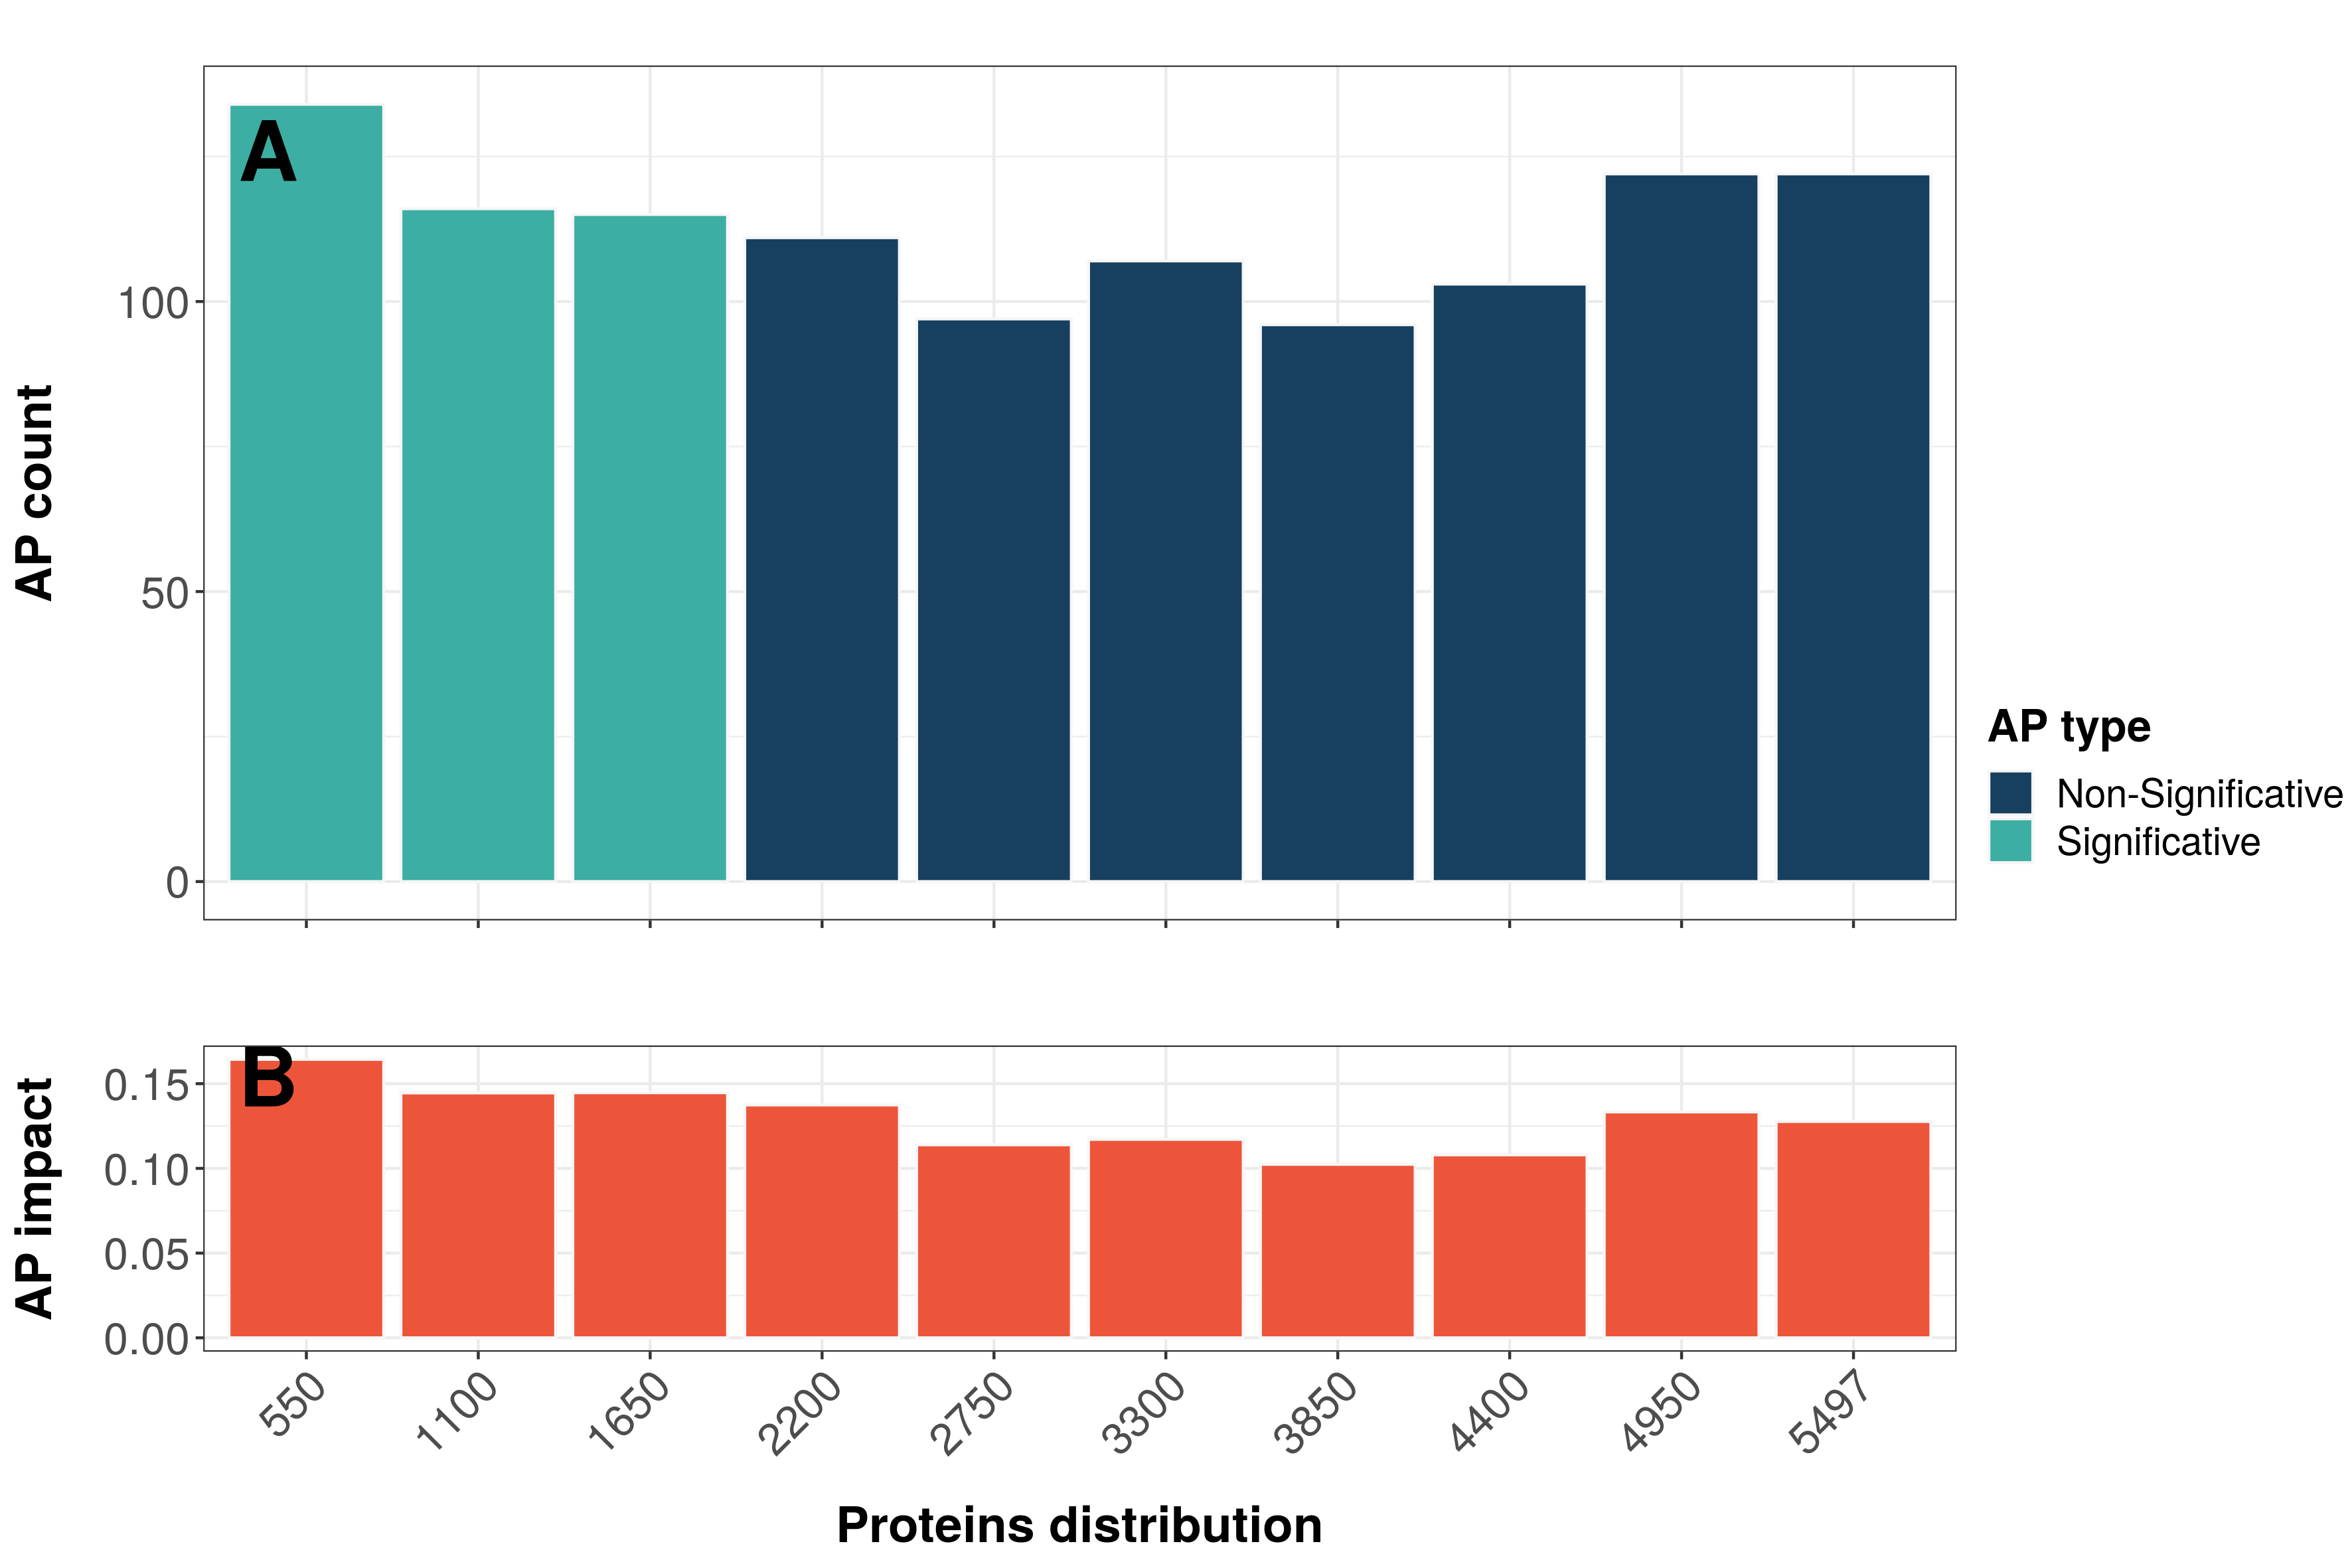 A
AP count
100
50
0
AP type
Non-Significative
Significative
B
AP impact
0.15
0.10
0.05
0.00
550
1100
1650
2200
2750
3300
3850
4400
4950
5497
Proteins distribution